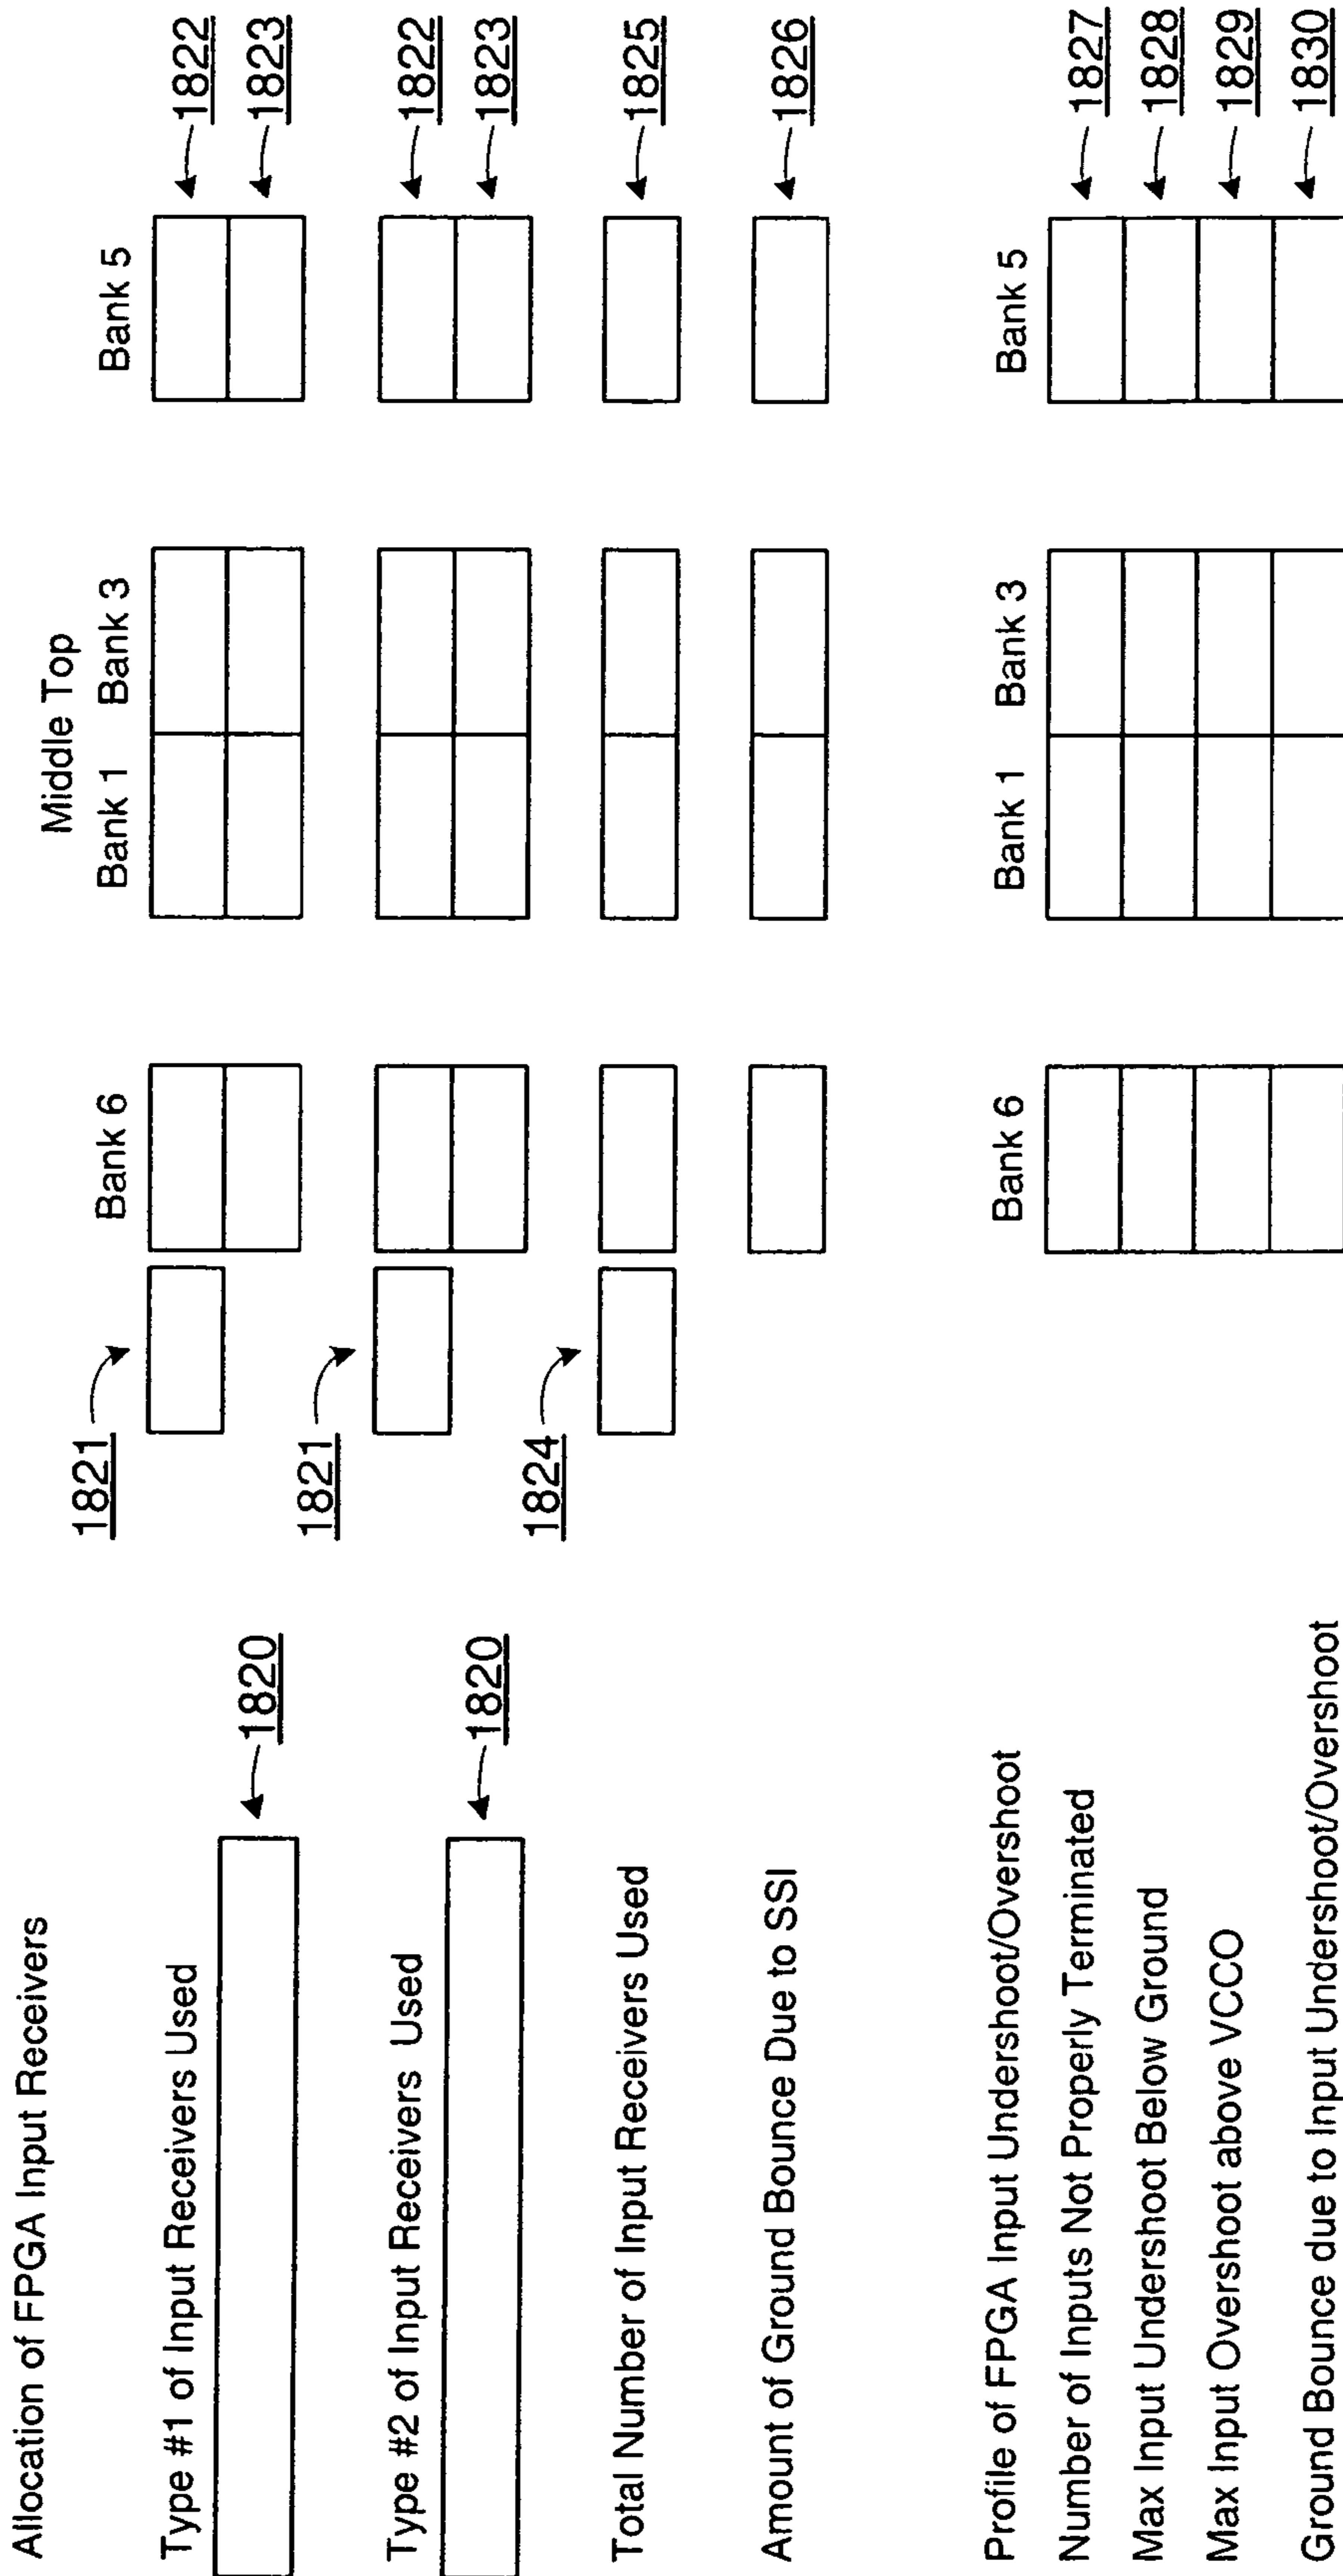 Allocation of FPGA Input Receivers
Middle Top
Bank 6 Bank 1 Bank 3 Bank 5
1821
Type #1 of Input Receivers Used
1822
1820
1823
1821
Type #2 of Input Receivers Used
1822
1820
1823
1824
Total Number of Input Receivers Used
1825
Amount of Ground Bounce Due to SSI
1826
Profile of FPGA Input Undershoot/Overshoot
Bank 6 Bank 1 Bank 3 Bank 5
Number of Inputs Not Properly Terminated
1827
Max Input Undershoot Below Ground
1828
Max Input Overshoot above VCCO
1829
Ground Bounce due to Input Undershoot/Overshoot
1830